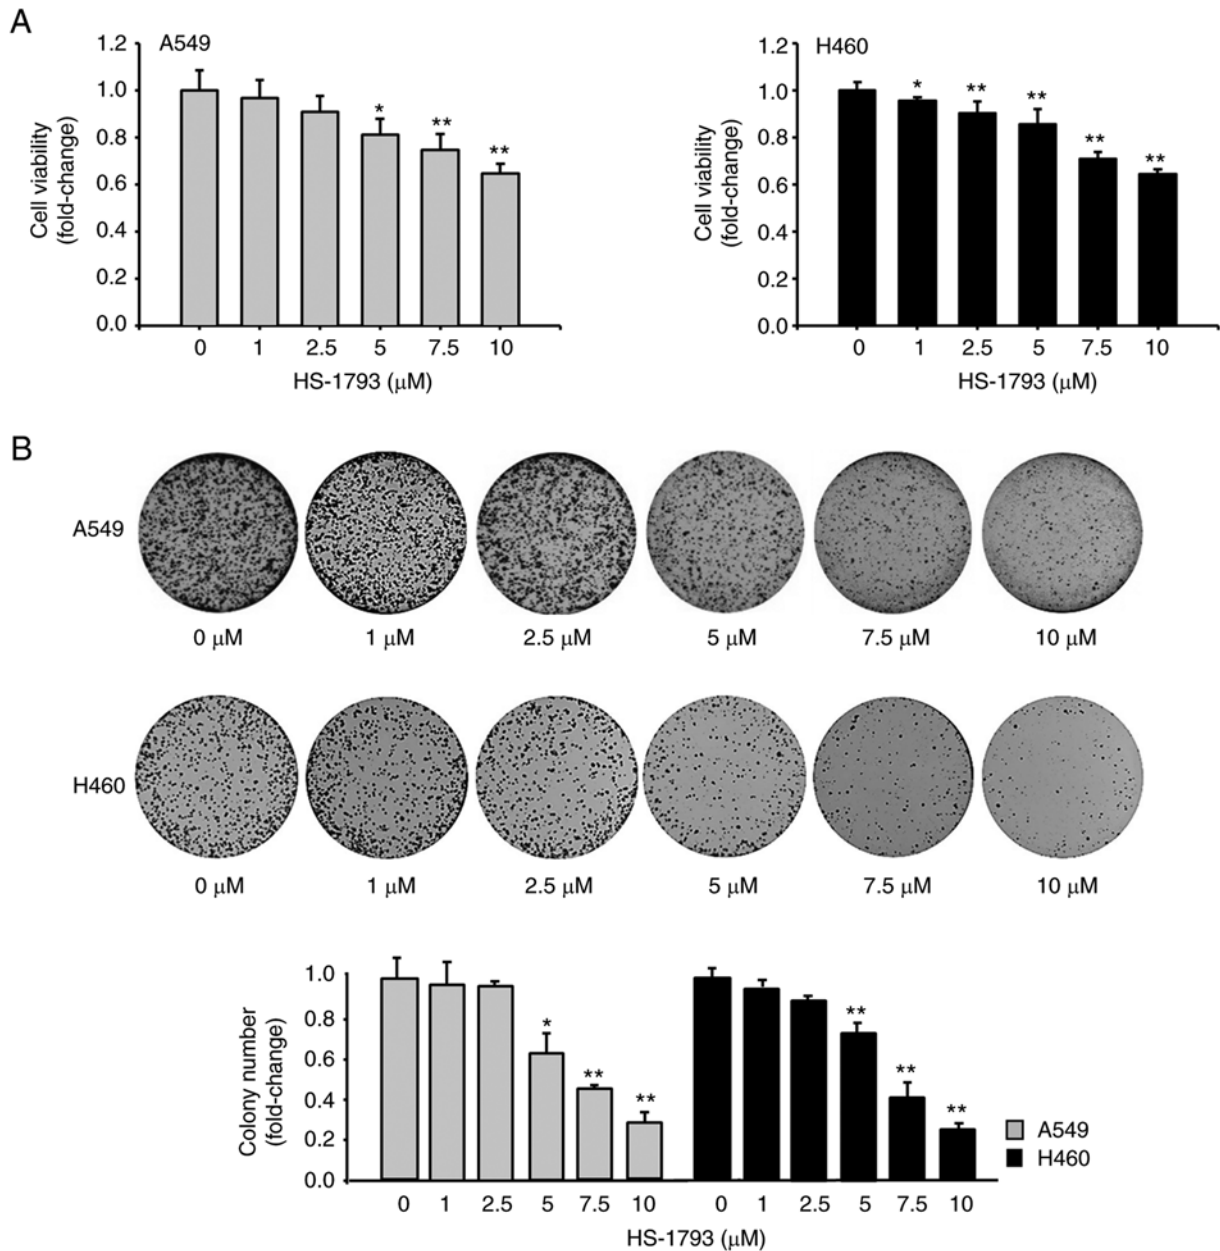 A
A549
1.2
1.0
0.8
0.6
0.4
0.2
0.0
Cell viability
(fold-change)
* ** **
0 1 2.5 5 7.5 10
HS-1793 (μM)
H460
1.2
1.0
0.8
0.6
0.4
0.2
0.0
Cell viability
(fold-change)
* ** ** ** **
0 1 2.5 5 7.5 10
HS-1793 (μM)
B
A549
0 μM 1 μM 2.5 μM 5 μM 7.5 μM 10 μM
H460
0 μM 1 μM 2.5 μM 5 μM 7.5 μM 10 μM
1.0
0.8
0.6
0.4
0.2
0.0
Colony number
(fold-change)
* ** ** ** ** **
0 1 2.5 5 7.5 10 0 1 2.5 5 7.5 10
HS-1793 (μM)
A549
H460